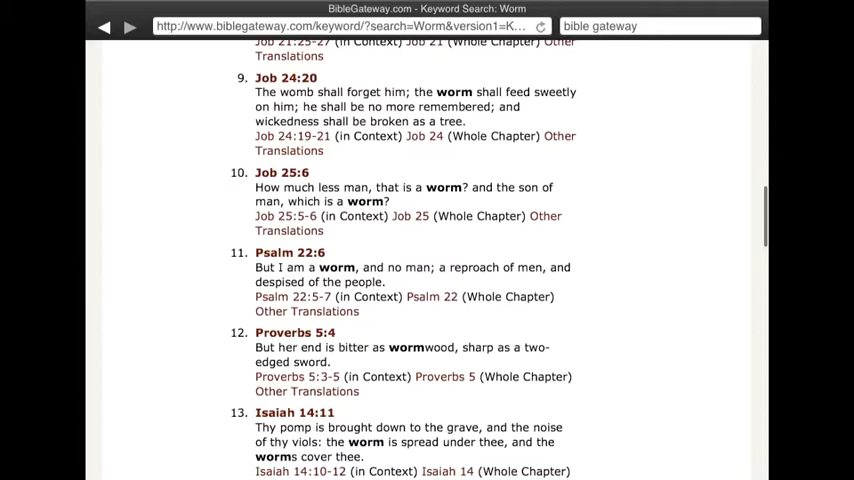 BibleGateway.com - Keyword Search: Worm
http://www.biblegateway.com/keyword/?search=Worm&version1=K...
bible gateway
Job 21:25-27 (in Context) Job 21 (Whole Chapter) Other
Translations
9. Job 24:20
The womb shall forget him; the worm shall feed sweetly
on him; he shall be no more remembered; and
wickedness shall be broken as a tree.
Job 24:19-21 (in Context) Job 24 (Whole Chapter) Other
Translations
10. Job 25:6
How much less man, that is a worm? and the son of
man, which is a worm?
Job 25:5-6 (in Context) Job 25 (Whole Chapter) Other
Translations
11. Psalm 22:6
But I am a worm, and no man; a reproach of men, and
despised of the people.
Psalm 22:5-7 (in Context) Psalm 22 (Whole Chapter)
Other Translations
12. Proverbs 5:4
But her end is bitter as wormwood, sharp as a two-
edged sword.
Proverbs 5:3-5 (in Context) Proverbs 5 (Whole Chapter)
Other Translations
13. Isaiah 14:11
Thy pomp is brought down to the grave, and the noise
of thy viols: the worm is spread under thee, and the
worms cover thee.
Isaiah 14:10-12 (in Context) Isaiah 14 (Whole Chapter)